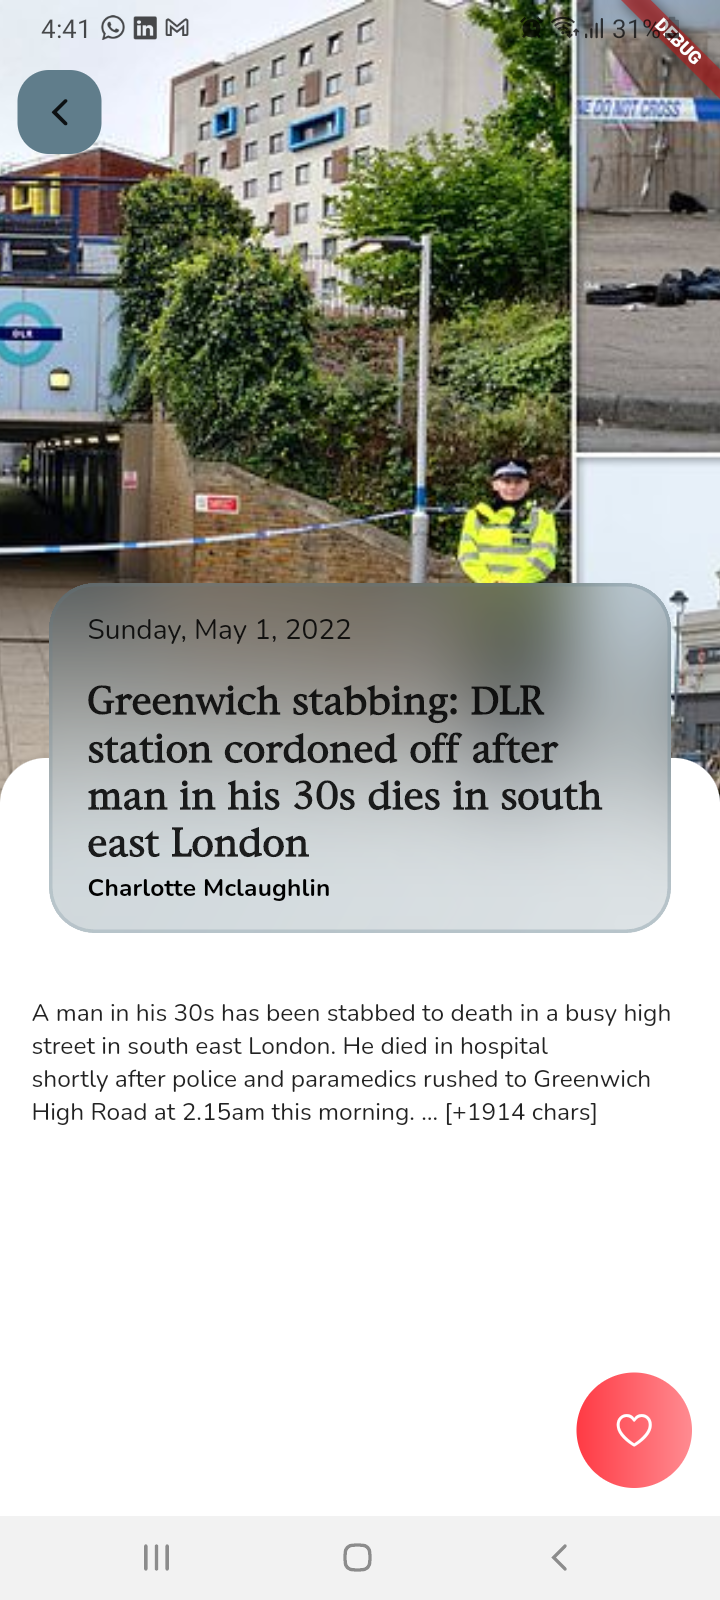 4:41
31%
DEBUG
NE DO NOT CROSS
DLR
Sunday, May 1, 2022
Greenwich stabbing: DLR
station cordoned off after
man in his 30s dies in south
east London
Charlotte Mclaughlin
A man in his 30s has been stabbed to death in a busy high
street in south east London. He died in hospital
shortly after police and paramedics rushed to Greenwich
High Road at 2.15am this morning. … [+1914 chars]